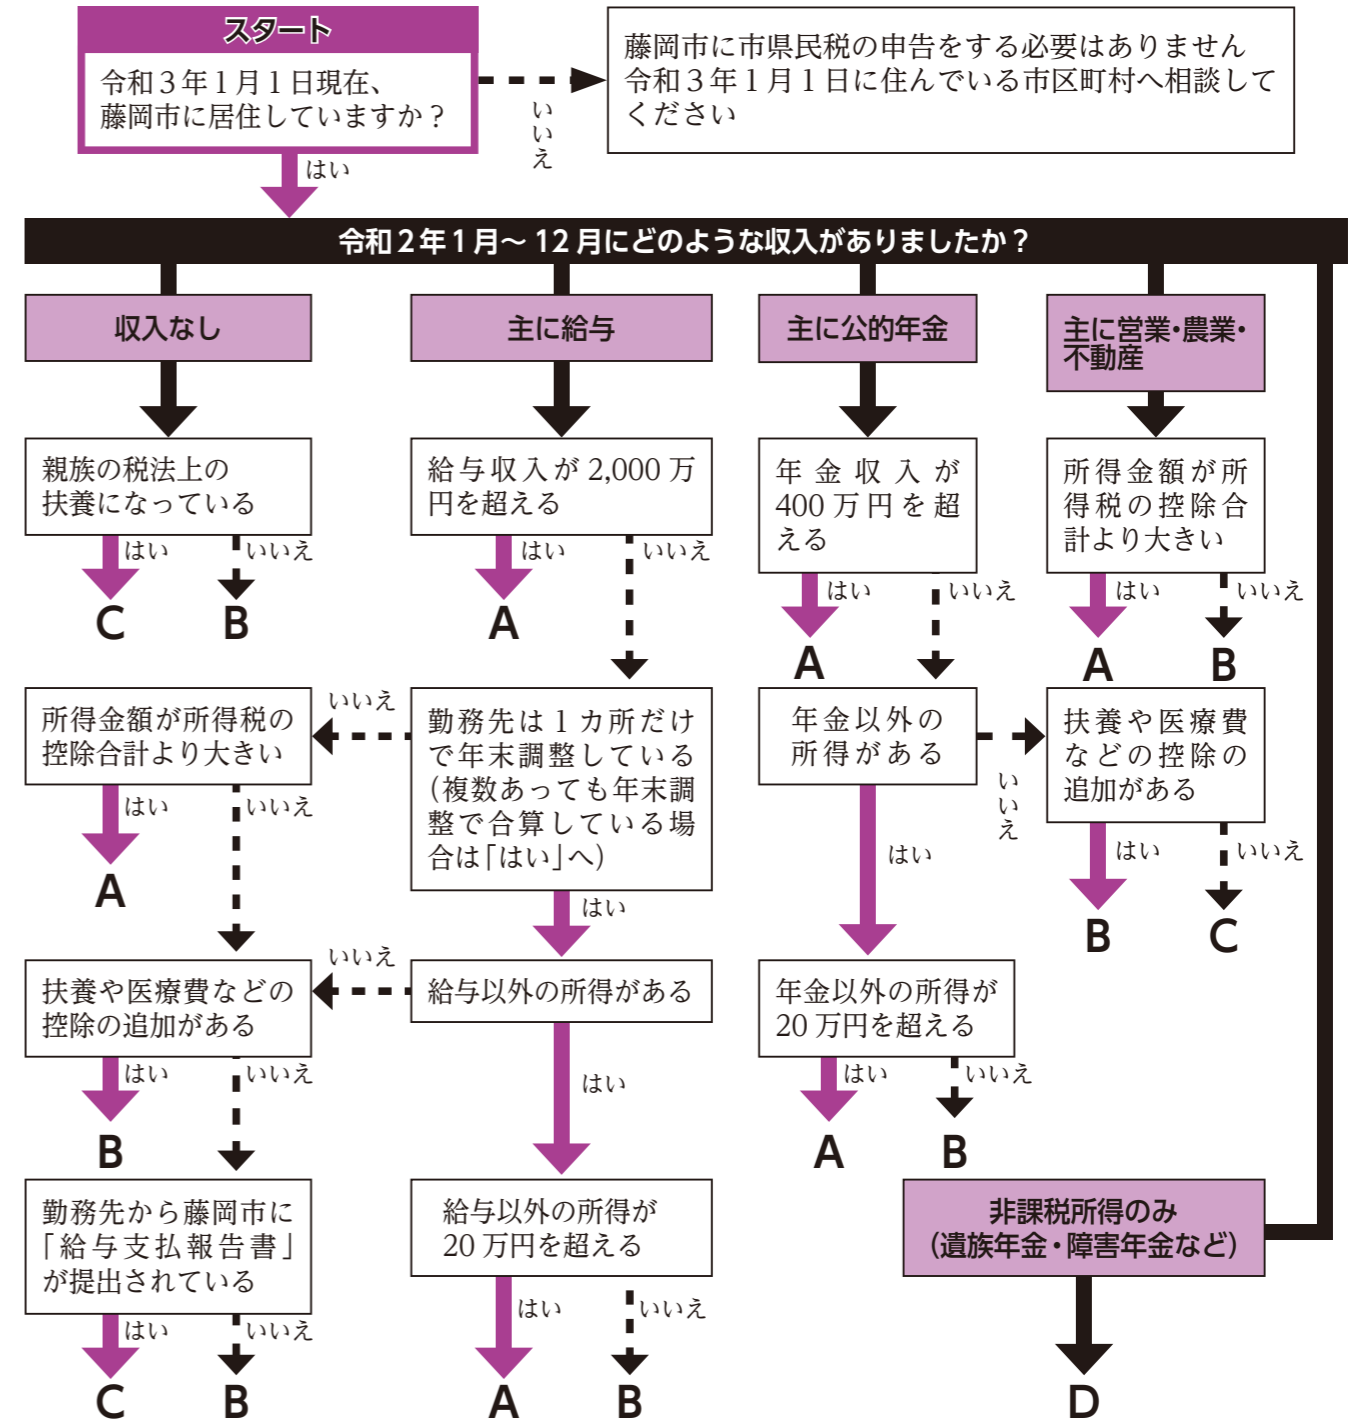 スタート
令和３年１月１日現在、
藤岡市に居住していますか？
いいえ
藤岡市に市県民税の申告をする必要はありません
令和３年１月１日に住んでいる市区町村へ相談して
ください
はい
令和２年１月～12月にどのような収入がありましたか？
収入なし
親族の税法上の
扶養になっている
はい
いいえ
C
B
主に給与
給与収入が 2,000 万
円を超える
はい
いいえ
A
主に公的年金
年金収入が
400 万円を超
える
はい
いいえ
A
主に営業・農業・
不動産
所得金額が所
得税の控除合
計より大きい
はい
いいえ
A
B
所得金額が所得税の
控除合計より大きい
はい
いいえ
A
いいえ
勤務先は１カ所だけ
で年末調整している
（複数あっても年末調
整で合算している場
合は「はい」へ）
はい
年金以外の
所得がある
いいえ
はい
扶養や医療費
などの控除の
追加がある
はい
いいえ
B
C
扶養や医療費などの
控除の追加がある
はい
いいえ
B
いいえ
給与以外の所得がある
はい
年金以外の所得が
20 万円を超える
はい
いいえ
A
B
勤務先から藤岡市に
「給与支払報告書」
が提出されている
はい
いいえ
C
B
給与以外の所得が
20 万円を超える
はい
いいえ
A
B
非課税所得のみ
（遺族年金・障害年金など）
D